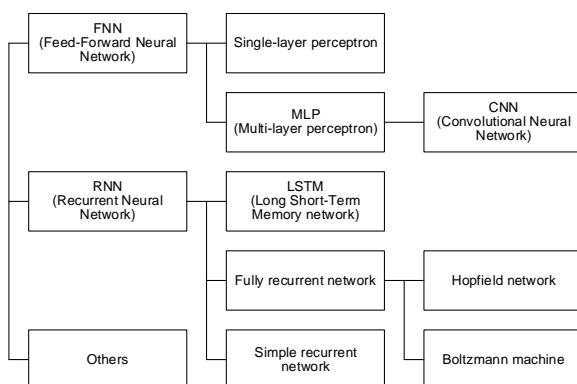 FNN
(Feed-Forward Neural
Network)
Single-layer perceptron
MLP
(Multi-layer perceptron)
CNN
(Convolutional Neural
Network)
RNN
(Recurrent Neural
Network)
LSTM
(Long Short-Term
Memory network)
Fully recurrent network
Hopfield network
Others
Simple recurrent
network
Boltzmann machine